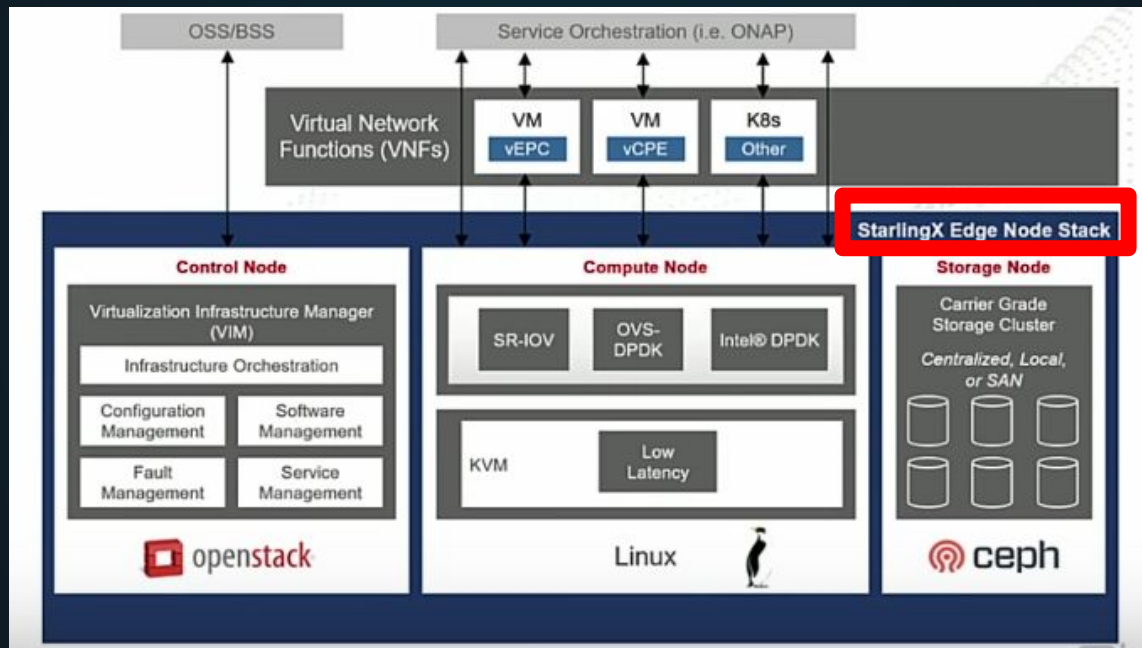 OSS/BSS
Service Orchestration (i.e. ONAP)
Virtual Network
Functions (VNFs)
VM
vEPC
VM
vCPE
K8s
Other
StarlingX Edge Node Stack
Control Node
Virtualization Infrastructure Manager
(VIM)
Infrastructure Orchestration
Configuration
Management
Software
Management
Fault
Management
Service
Management
openstack
Compute Node
SR-IOV
OVS-
DPDK
Intel® DPDK
KVM
Low
Latency
Linux
Storage Node
Carrier Grade
Storage Cluster
Centralized, Local,
or SAN
ceph